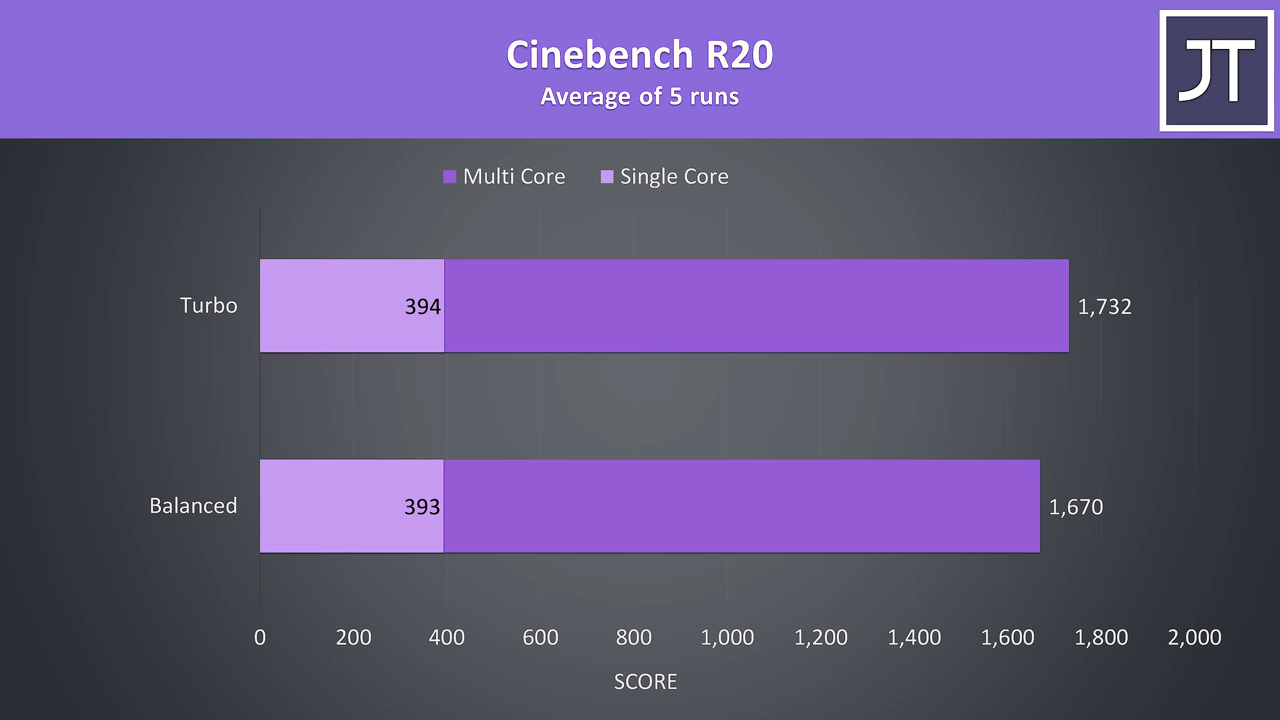 Cinebench R20
Average of 5 runs
JT
Multi Core Single Core
Turbo 394 1,732
Balanced 393 1,670
0 200 400 600 800 1,000 1,200 1,400 1,600 1,800 2,000
SCORE